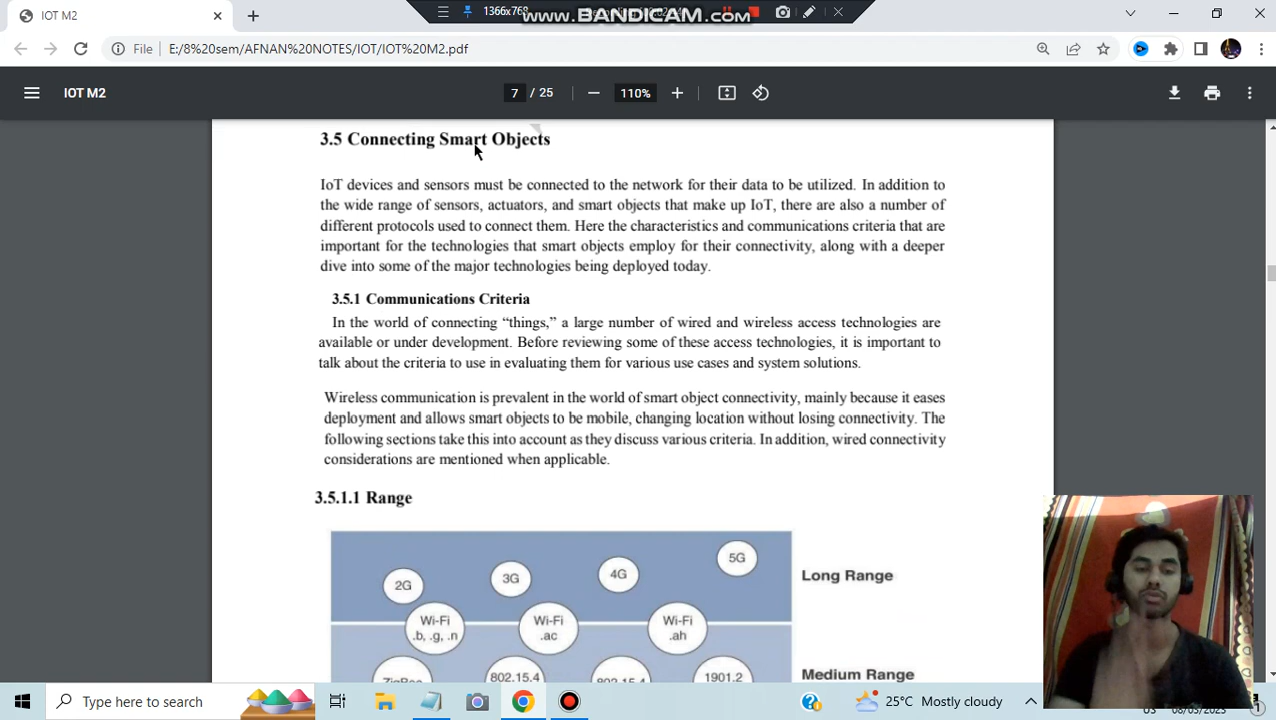 IOT M2
1366x768
www.BANDICAM.com
File
E:/8%20sem/AFNAN%20NOTES/IOT/IOT%20M2.pdf
IOT M2
7 / 25
110%
3.5 Connecting Smart Objects
IoT devices and sensors must be connected to the network for their data to be utilized. In addition to
the wide range of sensors, actuators, and smart objects that make up IoT, there are also a number of
different protocols used to connect them. Here the characteristics and communications criteria that are
important for the technologies that smart objects employ for their connectivity, along with a deeper
dive into some of the major technologies being deployed today.
3.5.1 Communications Criteria
In the world of connecting “things,” a large number of wired and wireless access technologies are
available or under development. Before reviewing some of these access technologies, it is important to
talk about the criteria to use in evaluating them for various use cases and system solutions.
Wireless communication is prevalent in the world of smart object connectivity, mainly because it eases
deployment and allows smart objects to be mobile, changing location without losing connectivity. The
following sections take this into account as they discuss various criteria. In addition, wired connectivity
considerations are mentioned when applicable.
3.5.1.1 Range
2G
3G
4G
5G
Long Range
Wi-Fi
.b, .g, .n
Wi-Fi
.ac
Wi-Fi
.ah
802.15.4
1901.2
Medium Range
Type here to search
25°C Mostly cloudy